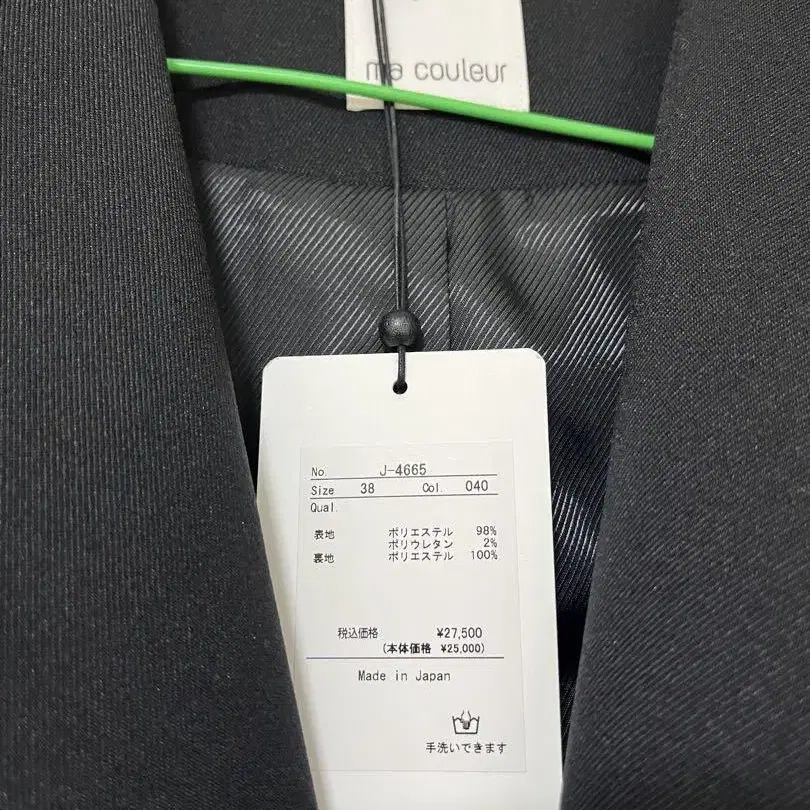 ma couleur
No. J-4665
Size 38 Col. 040
Qual.
表地 ポリエステル 98%
ポリウレタン 2%
裏地 ポリエステル 100%
税込価格 ¥27,500
(本体価格 ¥25,000)
Made in Japan
手洗いできます